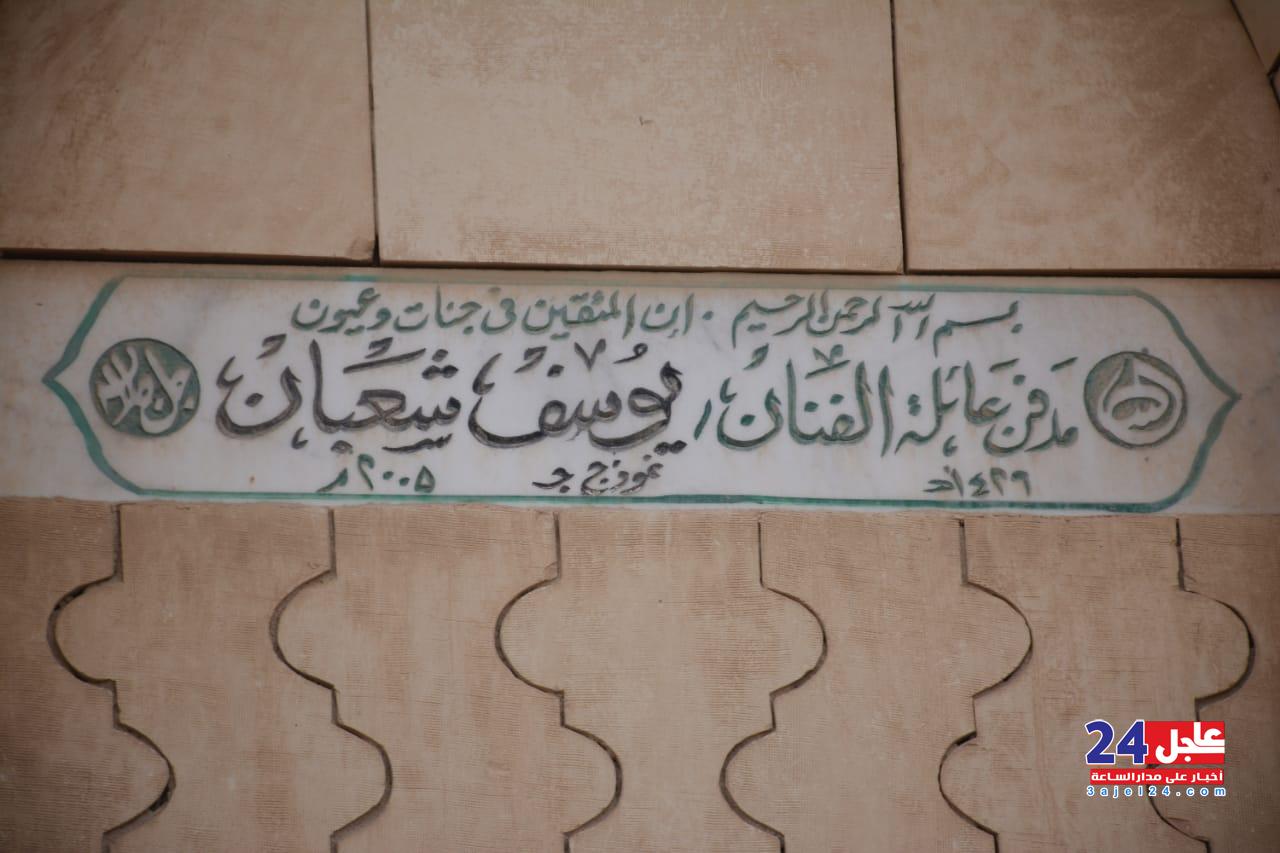 بسم الله الرحمن الرحيم . إن المتقين في جنات وعيون
مدفن عائلة الفنان / يوسف شعبان
١٤٢٦هـ نموذج جـ ٢٠٠٥م
24 عاجل
أخبار على مدار الساعة
3ajel24.com